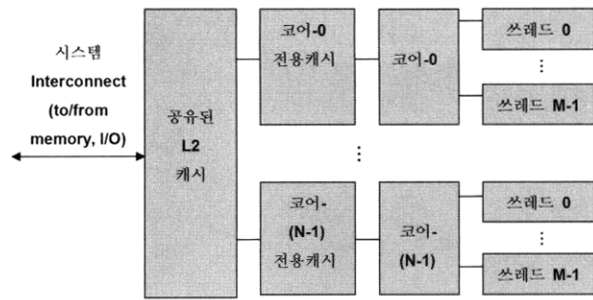 시스템
Interconnect
(to/from
memory, I/O)
공유된
L2
캐시
코어-0
전용캐시
코어-0
쓰레드 0
⋮
쓰레드 M-1
⋮
코어-
(N-1)
전용캐시
코어-
(N-1)
쓰레드 0
⋮
쓰레드 M-1